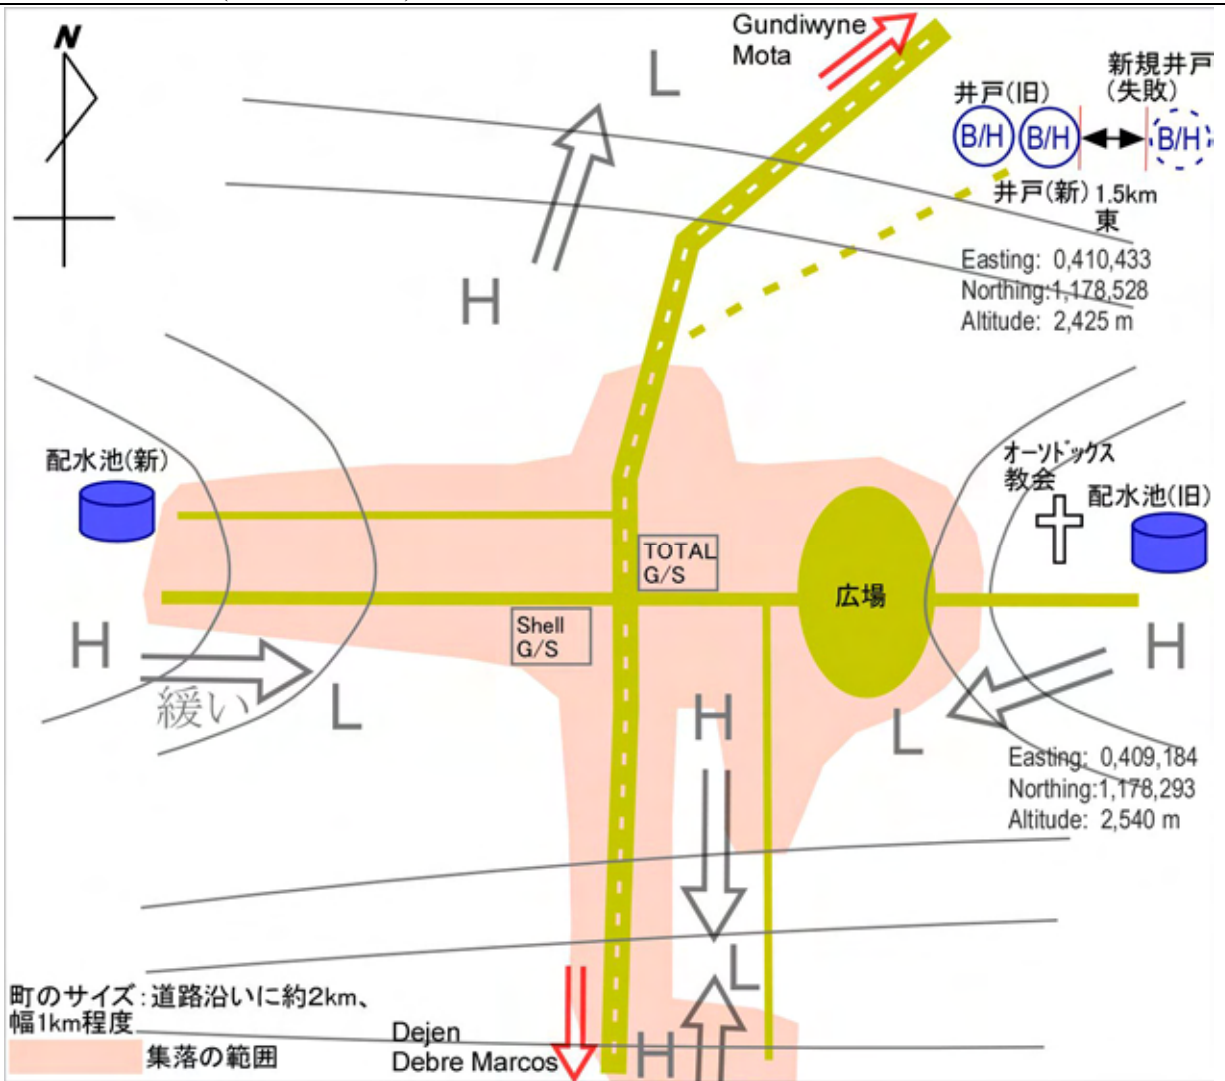 N
Gundiwyne
Mota
L
H
井戸(旧)
新規井戸
(失敗)
B/H
B/H
B/H
井戸(新)
1.5km
東
Easting: 0,410,433
Northing:1,178,528
Altitude: 2,425 m
配水池(新)
オーソドックス
教会
配水池(旧)
TOTAL
G/S
広場
Shell
G/S
H
緩い
L
H
L
H
Easting: 0,409,184
Northing:1,178,293
Altitude: 2,540 m
L
H
町のサイズ:道路沿いに約2km、
幅1km程度
集落の範囲
Dejen
Debre Marcos